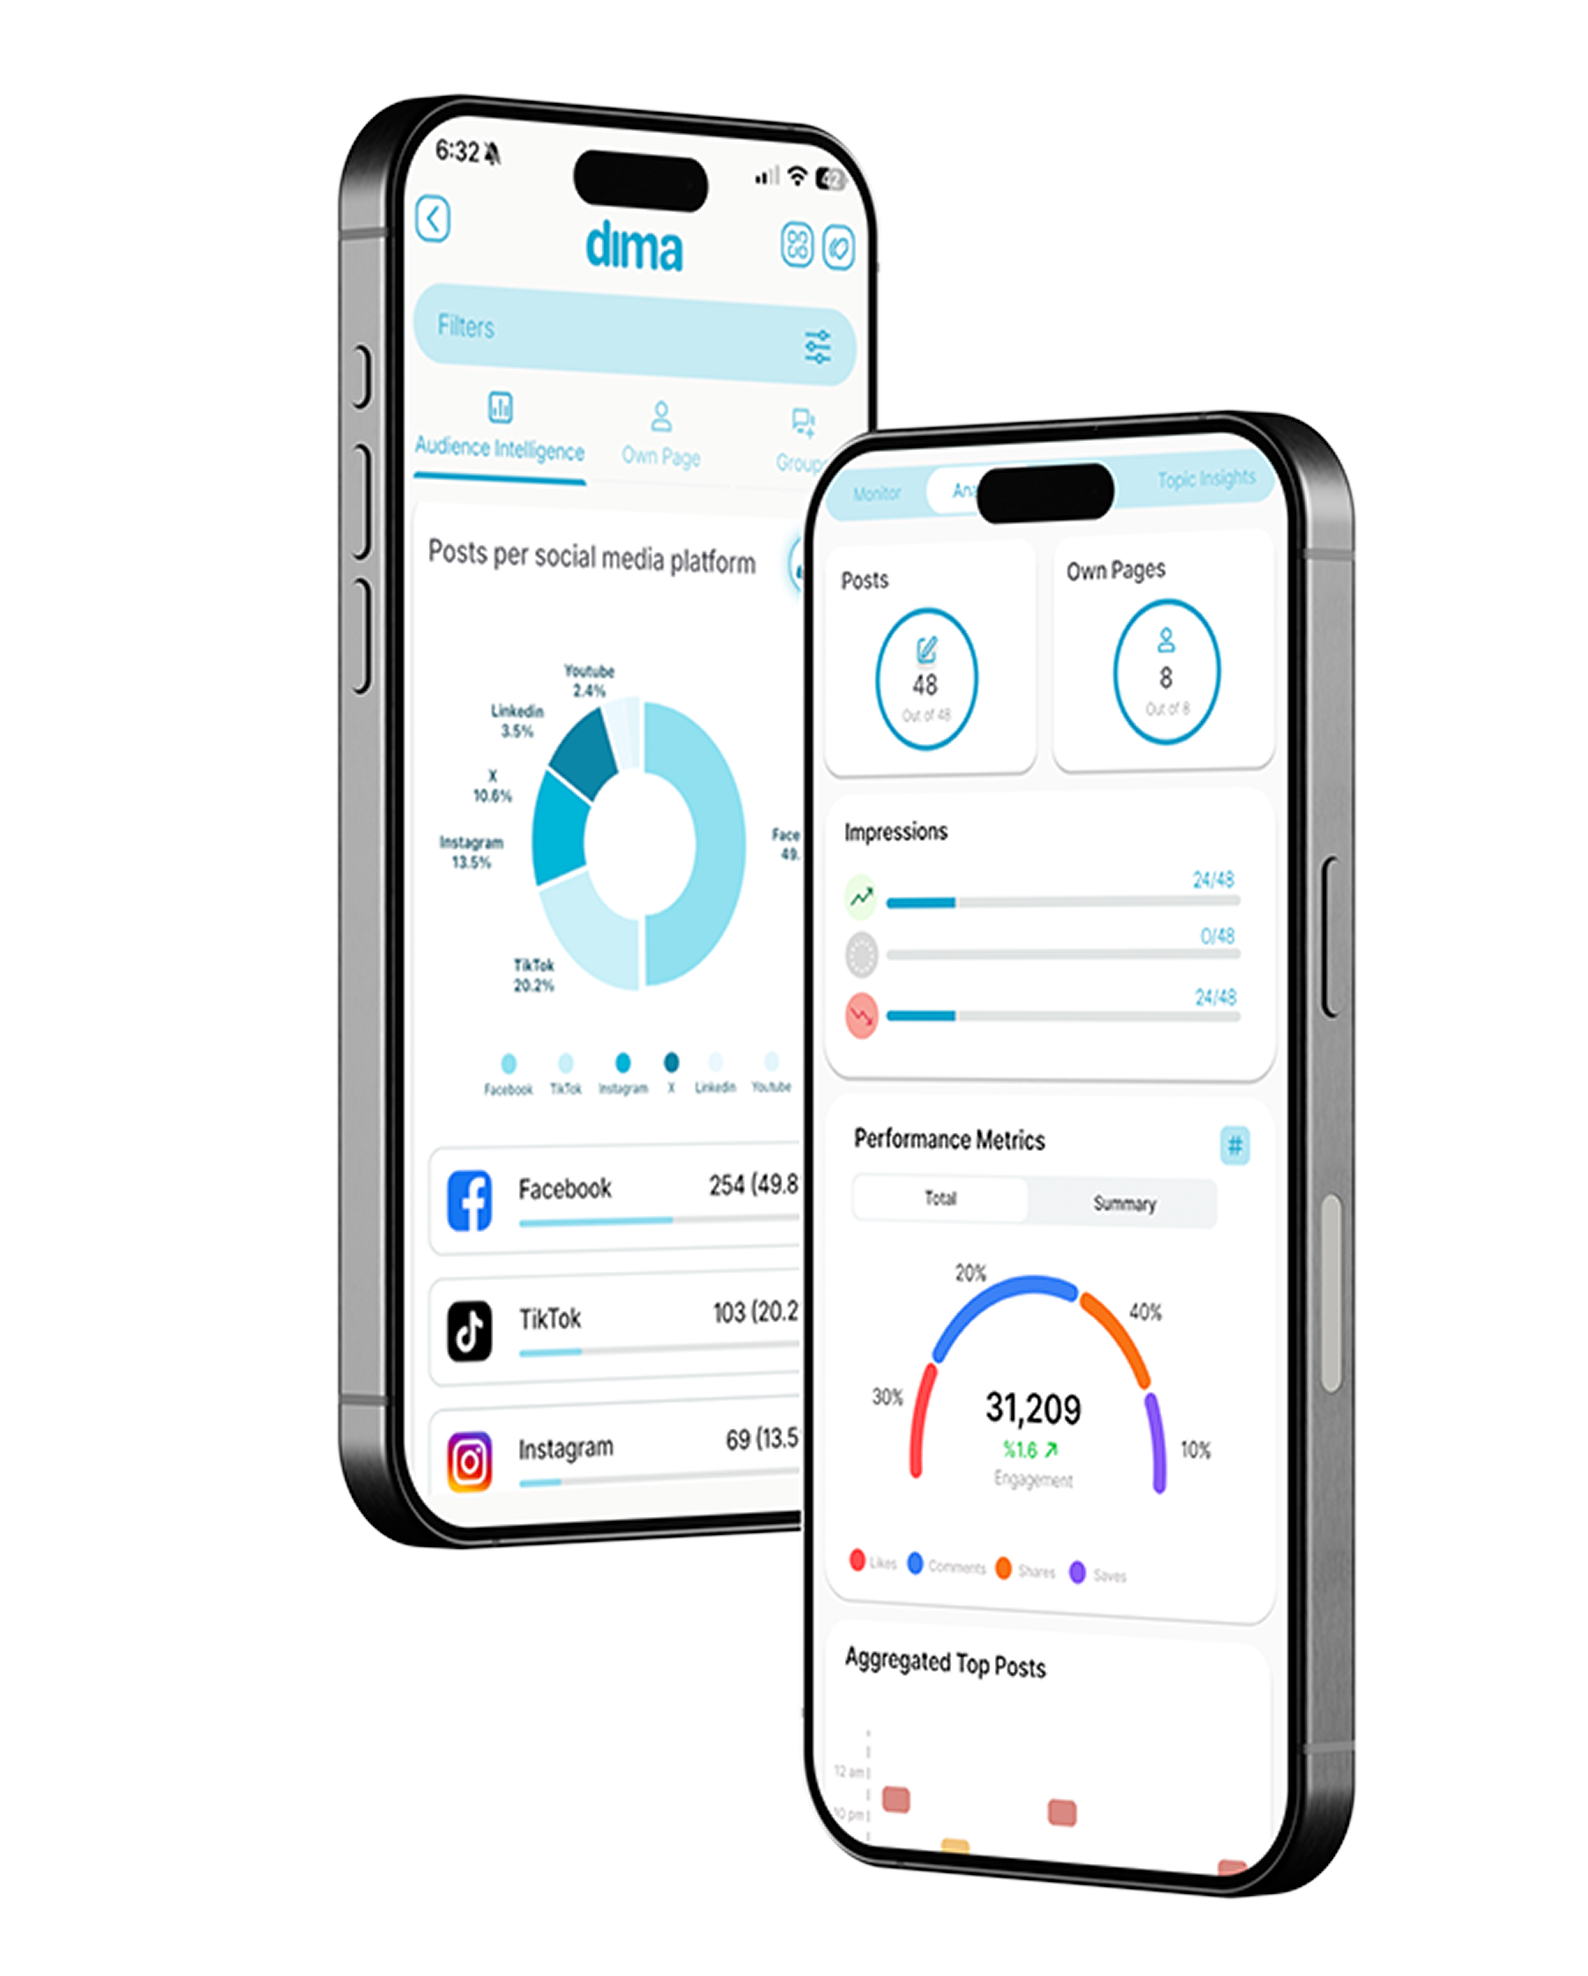 6:32
42
dima
Filters
Audience Intelligence
Own Page
Group
Posts per social media platform
Youtube
2.4%
Linkedin
3.5%
X
10.6%
Instagram
13.5%
Face
49.
TikTok
20.2%
Facebook TikTok Instagram X Linkedin Youtube
Facebook 254 (49.8
TikTok 103 (20.2
Instagram 69 (13.5
Monitor Ana Topic Insights
Posts
48
Out of 48
Own Pages
8
Out of 8
Impressions
24/48
0/48
24/48
Performance Metrics #
Total Summary
20%
40%
30%
31,209
%1.6
Engagement
10%
Likes Comments Shares Saves
Aggregated Top Posts
12 am
10 pm